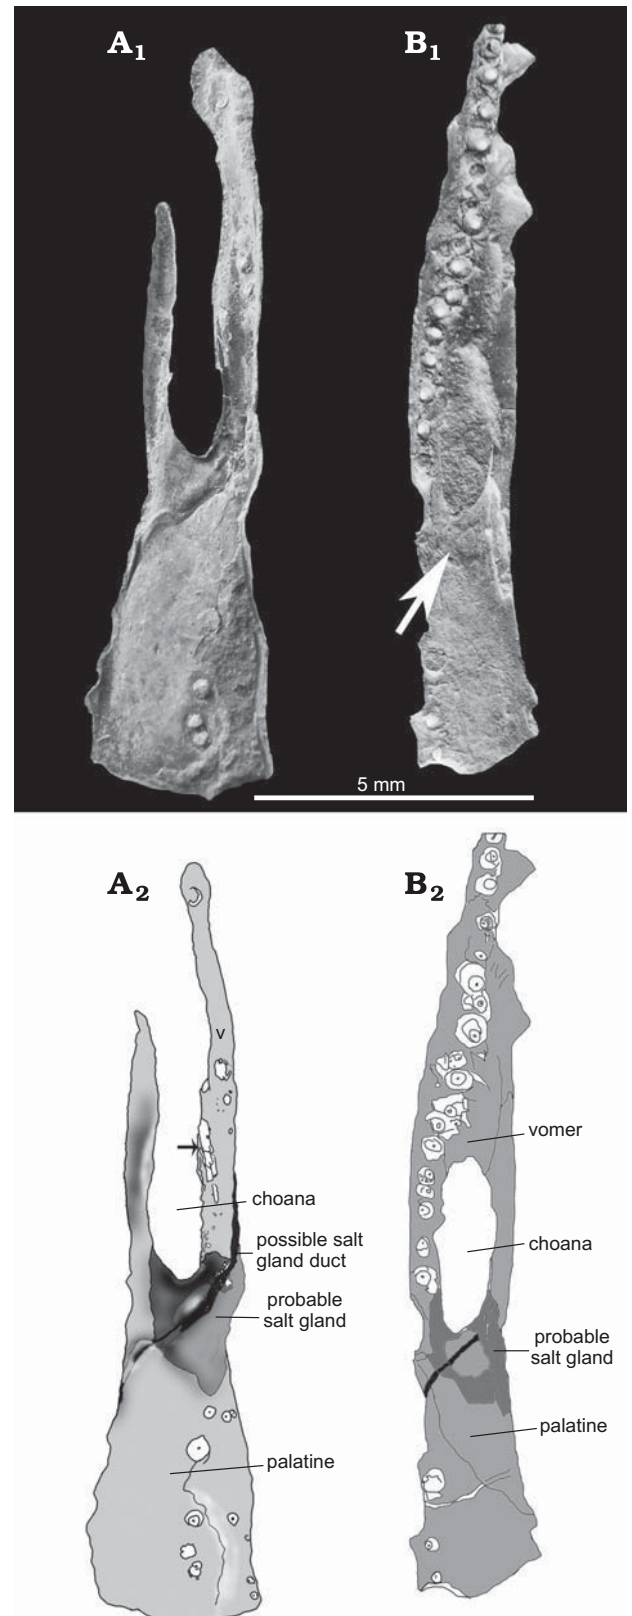 A1
B1
5 mm
A2
B2
v
vomer
choana
choana
possible salt
gland duct
probable
salt gland
probable
salt gland
palatine
palatine